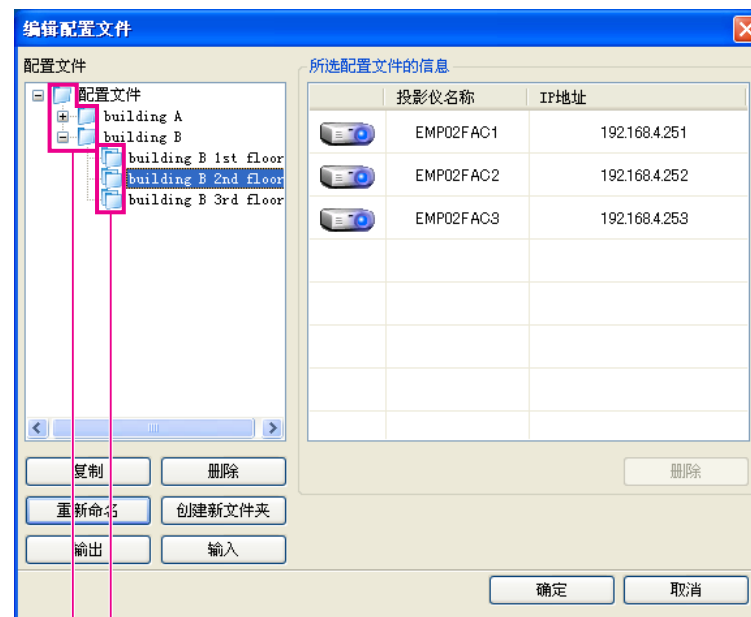 编辑配置文件
配置文件
配置文件
building A
building B
building B 1st floor
building B 2nd floor
building B 3rd floor
所选配置文件的信息
投影仪名称 IP地址
EMP02FAC1 192.168.4.251
EMP02FAC2 192.168.4.252
EMP02FAC3 192.168.4.253
复制 删除
重新命名 创建新文件夹
输出 输入
删除
确定 取消